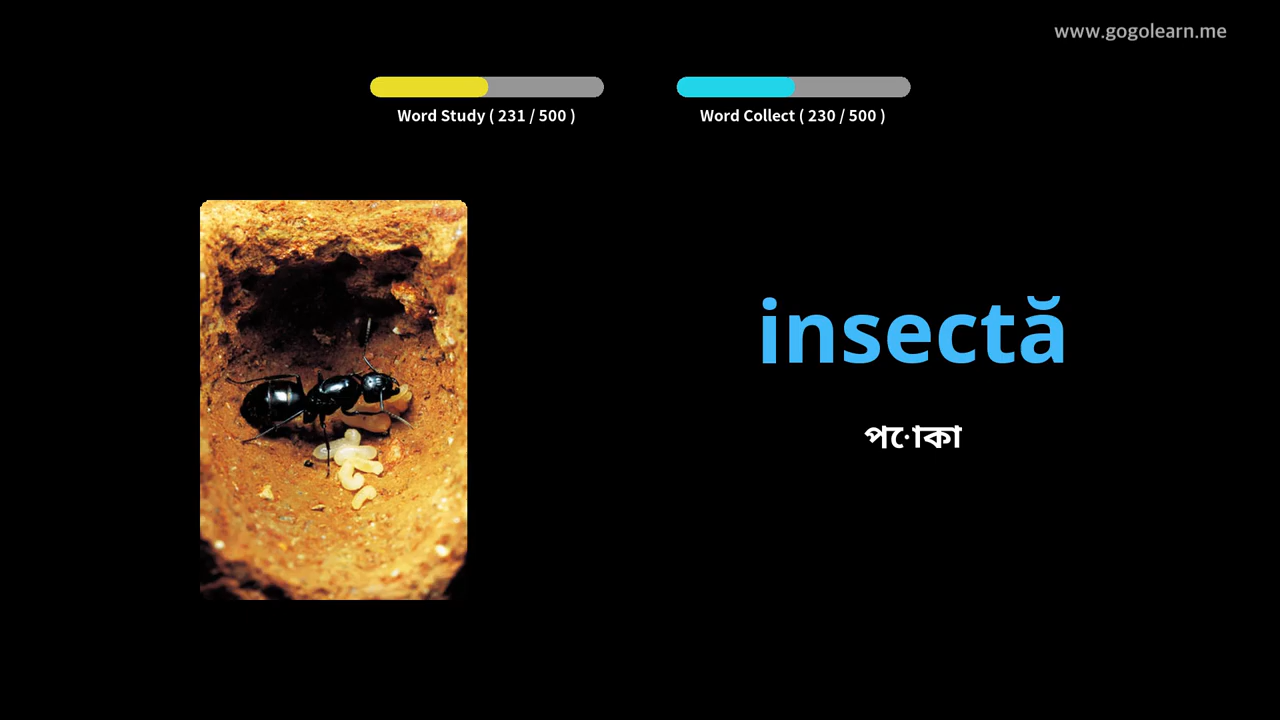 www.gogolearn.me
Word Study ( 231 / 500 )
Word Collect ( 230 / 500 )
insectă
পোকা